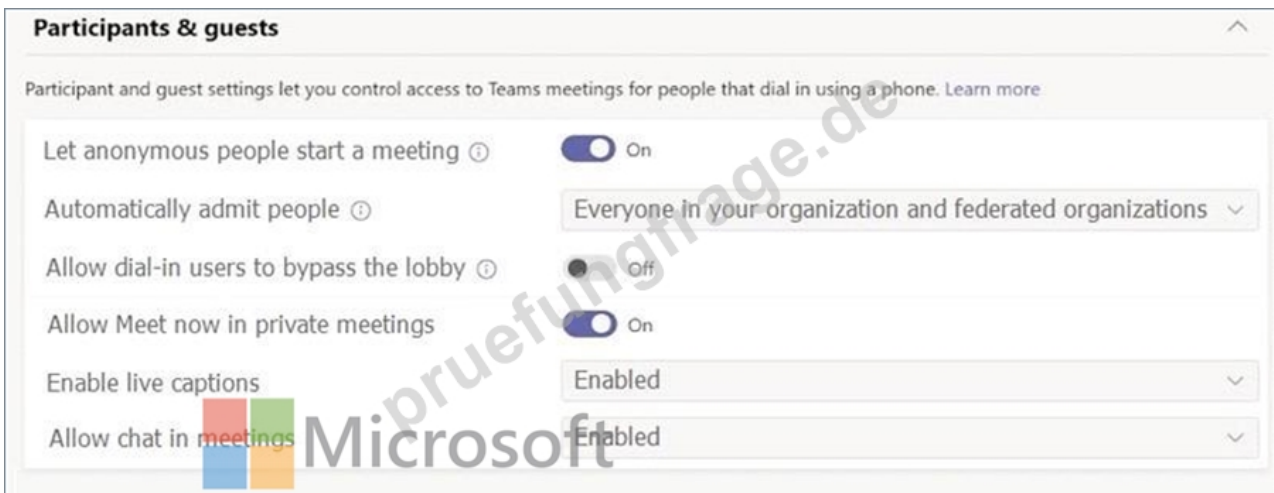 Participants & guests
Participant and guest settings let you control access to Teams meetings for people that dial in using a phone. Learn more
Let anonymous people start a meeting On
Automatically admit people Everyone in your organization and federated organizations
Allow dial-in users to bypass the lobby Off
Allow Meet now in private meetings On
Enable live captions Enabled
Allow chat in meetings Enabled
Microsoft
pruefungfrage.de